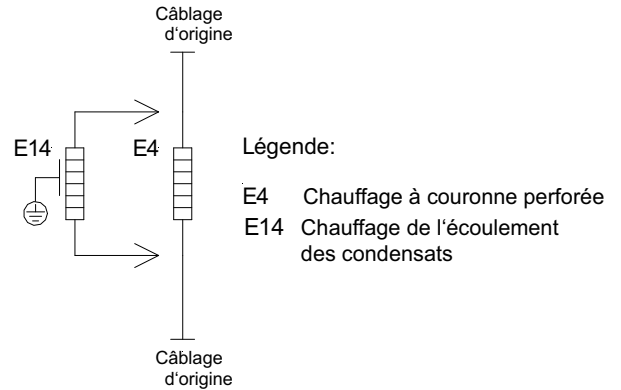 Câblage
d‘origine
E14
E4
Légende:
E4 Chauffage à couronne perforée
E14 Chauffage de l‘écoulement
des condensats
Câblage
d‘origine